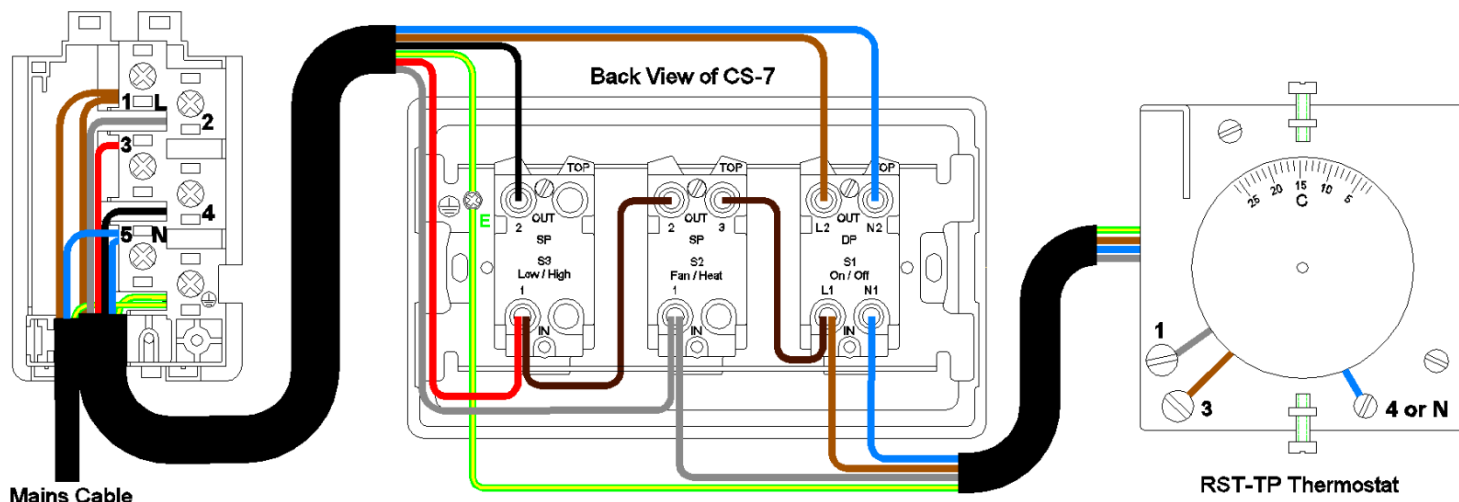 Back View of CS-7
1 L
2
3
4
5 N
Mains Cable
E
TOP
OUT
2
SP
S3
Low / High
1
IN
TOP
OUT
2 3
SP
S2
Fan / Heat
1
IN
TOP
OUT
L2 N2
DP
S1
On / Off
L1 N1
IN
25 20 15 10 5
C
1
3
4 or N
RST-TP Thermostat